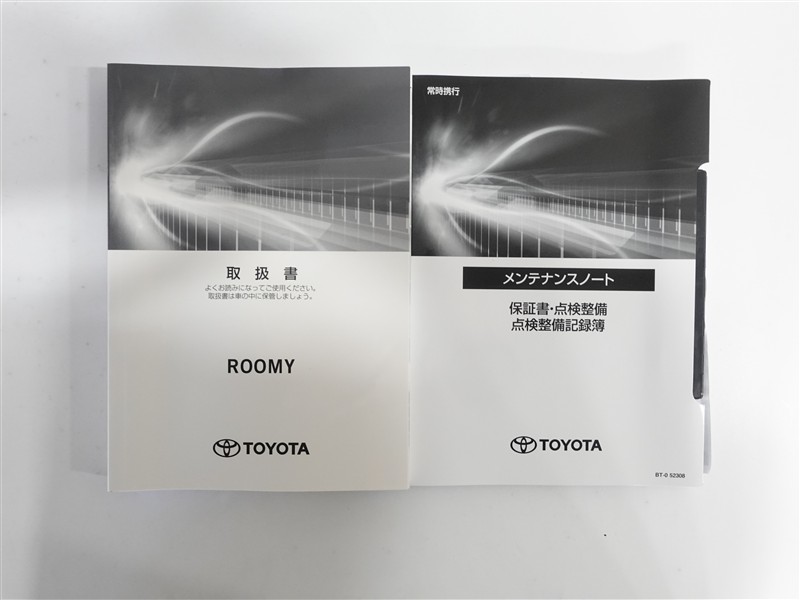 取扱書
よくお読みになってご使用ください。
取扱書は車の中に保管しましょう。
ROOMY
TOYOTA
常時携行
メンテナンスノート
保証書・点検整備
点検整備記録簿
TOYOTA
BT-0 52308